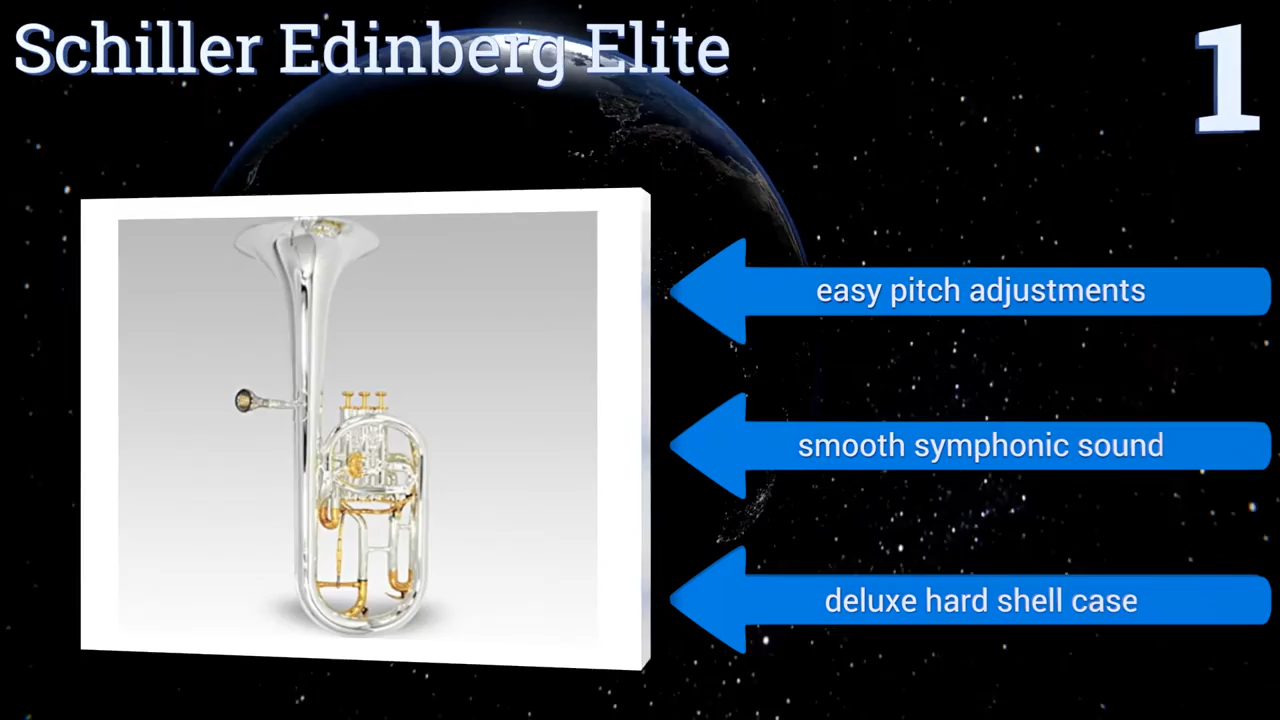 Schiller Edinberg Elite
1
easy pitch adjustments
smooth symphonic sound
deluxe hard shell case